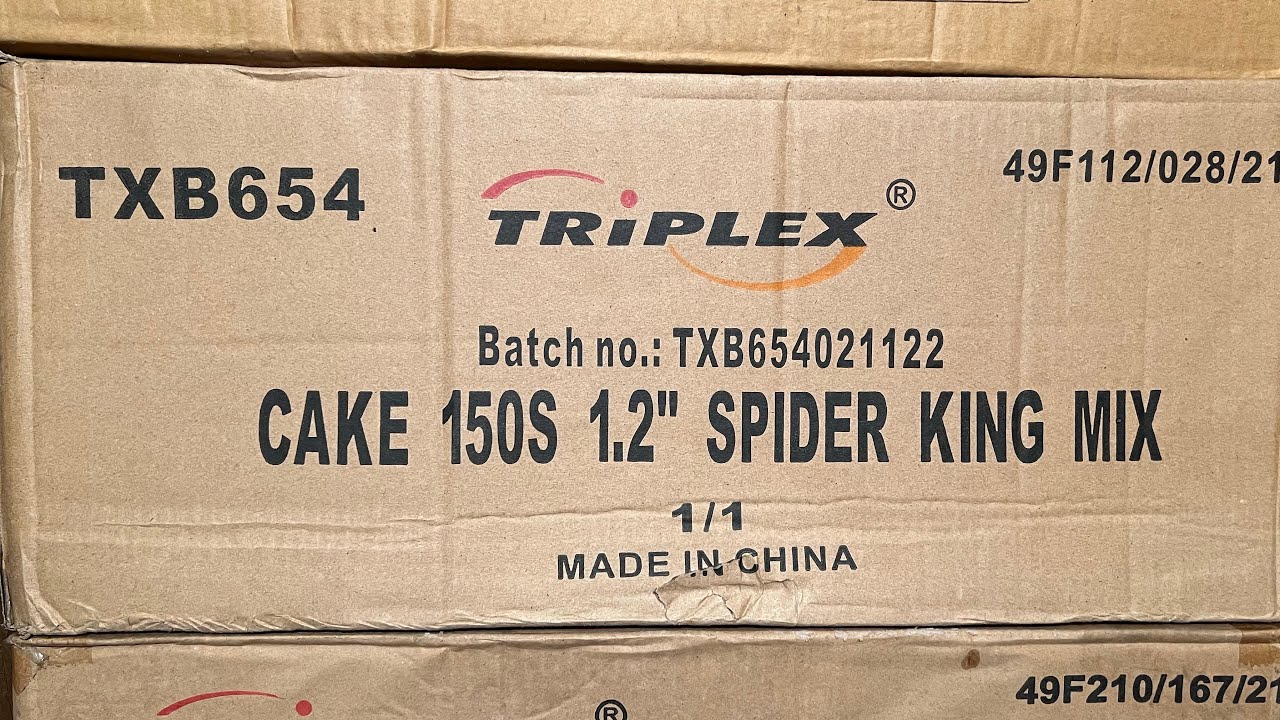 TXB654
TRiPLEX®
49F112/028/21
Batch no.: TXB654021122
CAKE 150S 1.2" SPIDER KING MIX
1/1
MADE IN CHINA
49F210/167/21
®